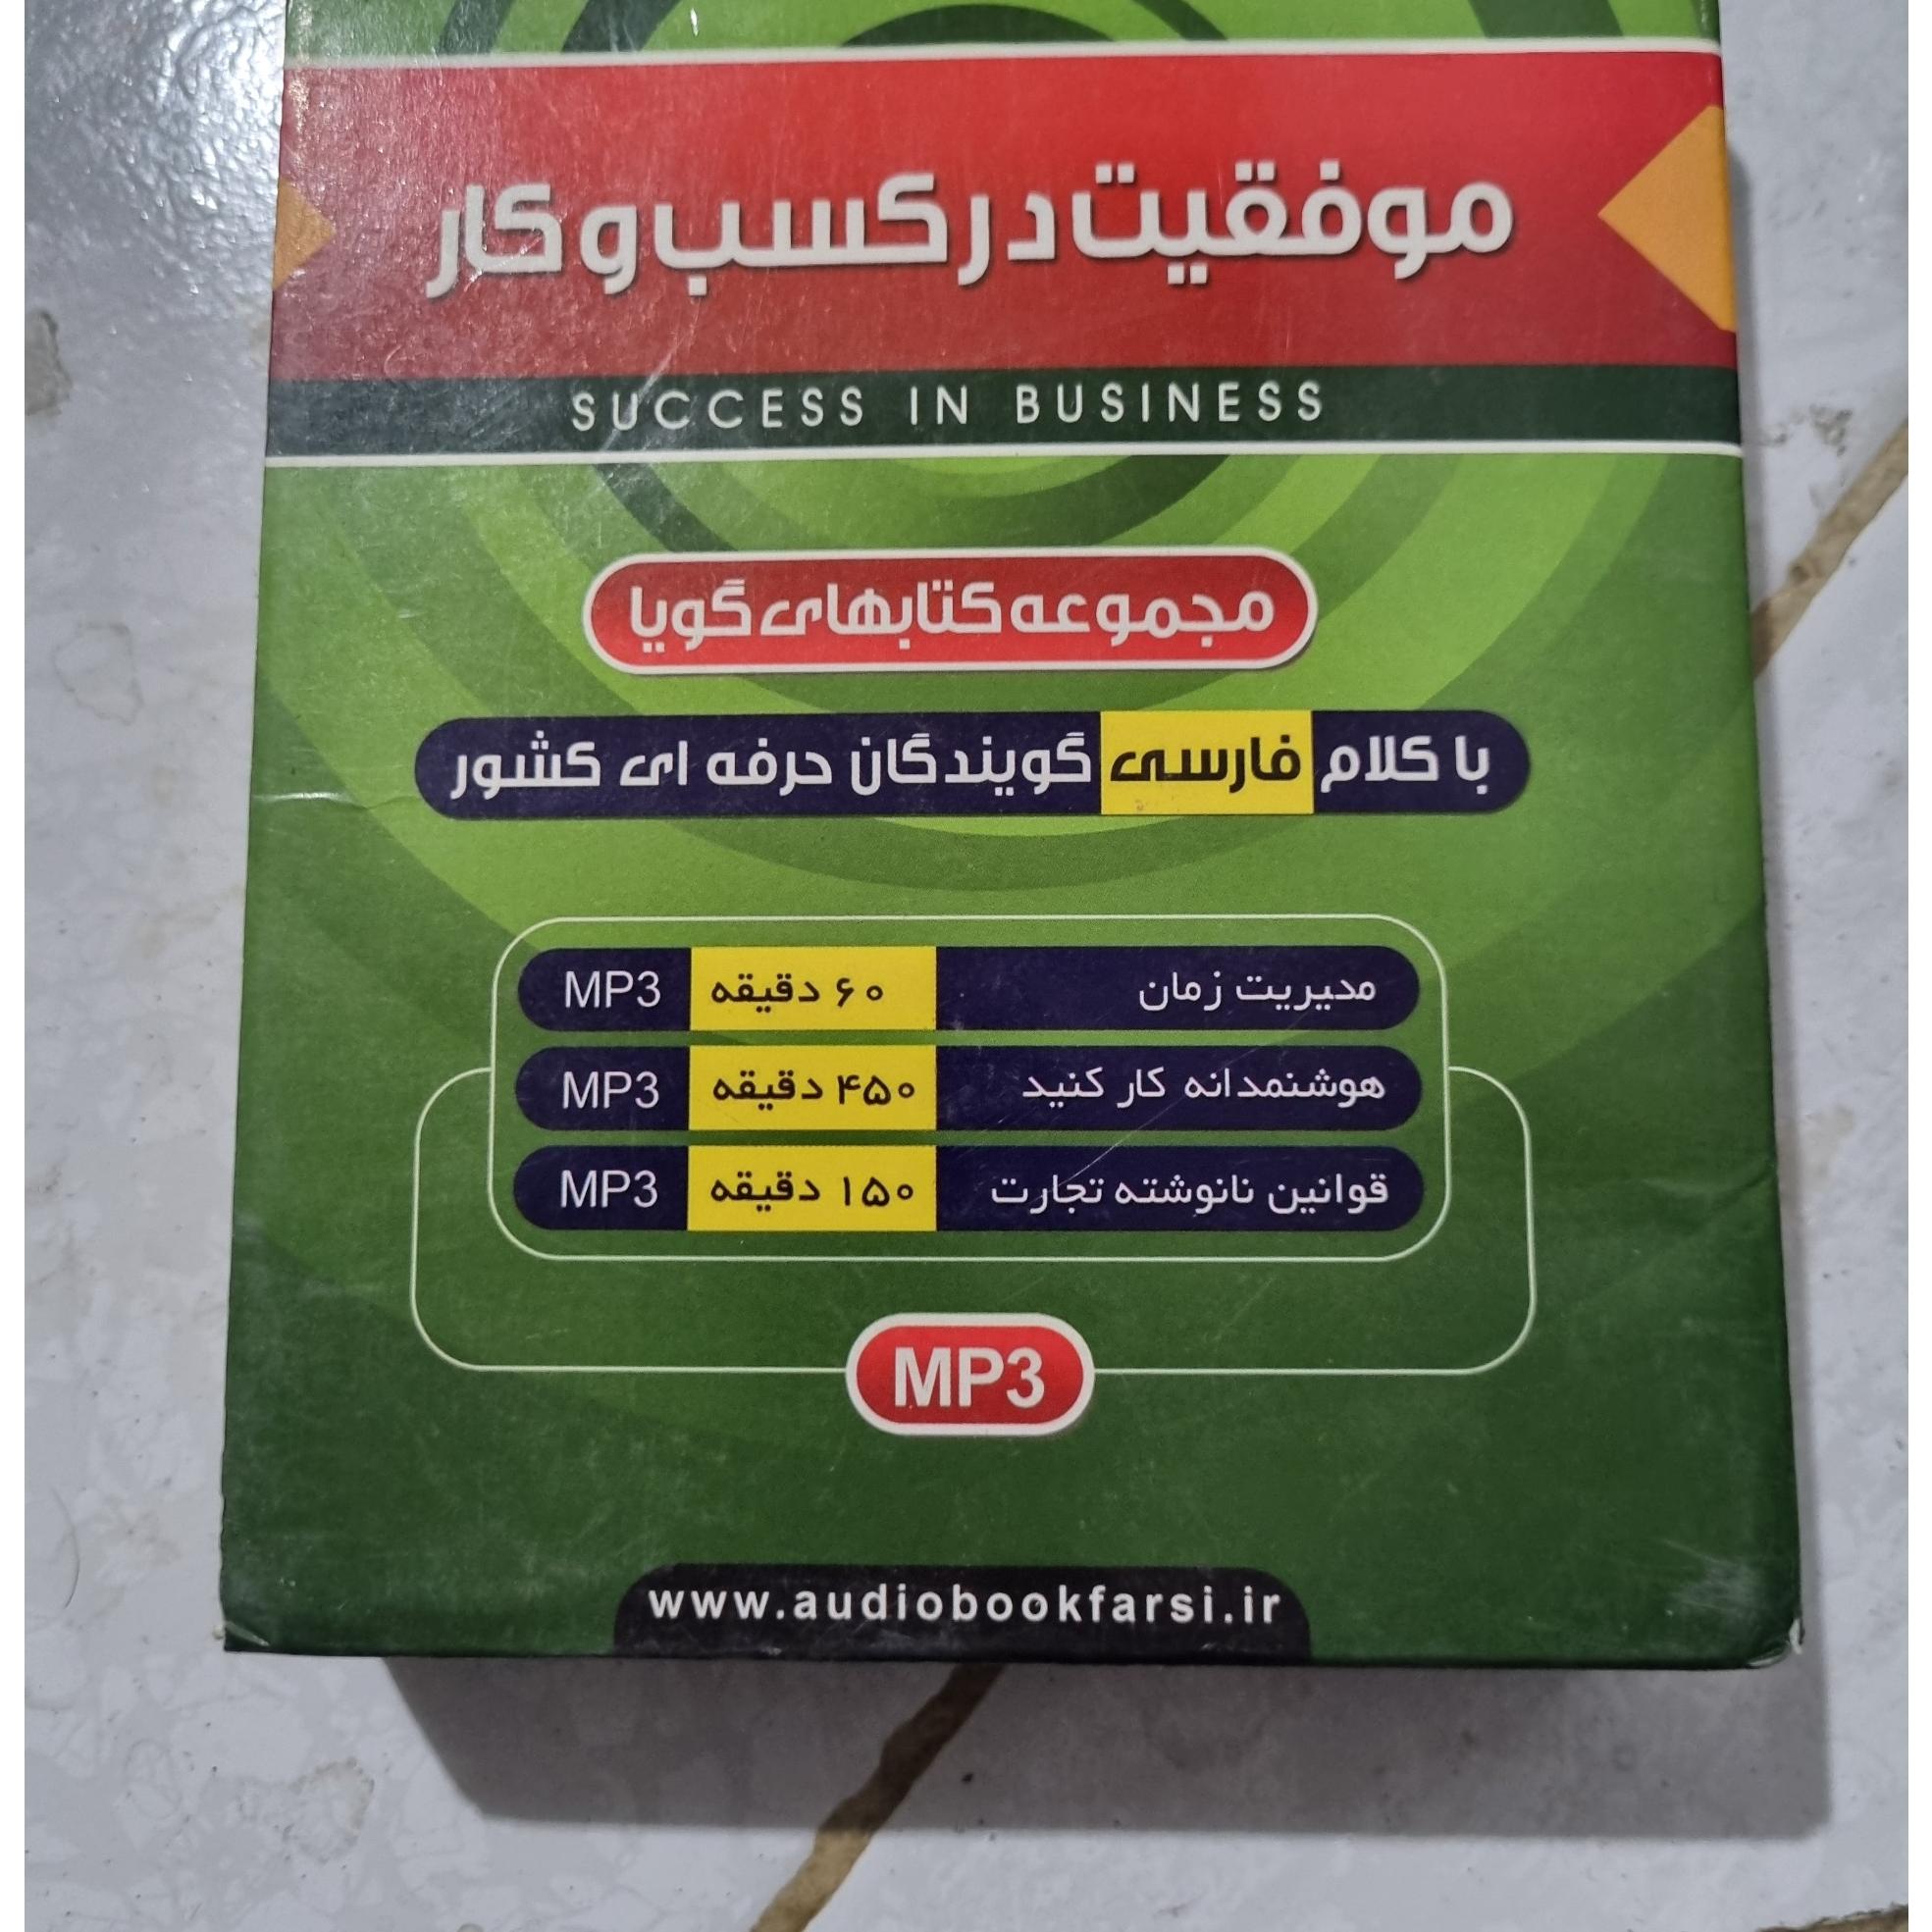 موفقیت در کسب و کار
SUCCESS IN BUSINESS
مجموعه کتابهای گویا
با کلام فارسی گویندگان حرفه ای کشور
مدیریت زمان ۶۰ دقیقه MP3
هوشنمدانه کار کنید ۴۵۰ دقیقه MP3
قوانین نانوشته تجارت ۱۵۰ دقیقه MP3
MP3
www.audiobookfarsi.ir